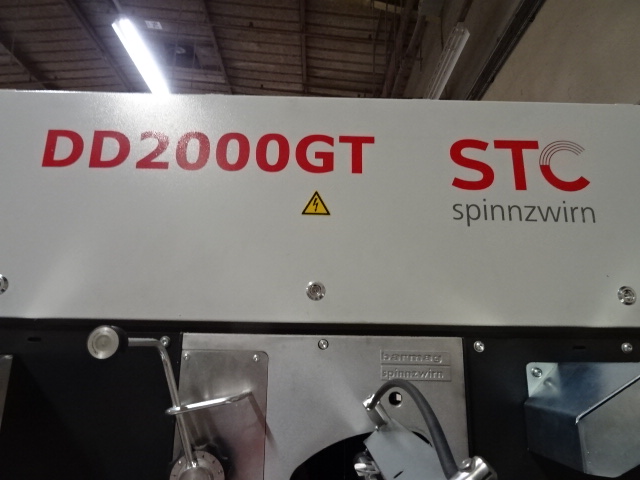 DD2000GT
STC
spinnzwirn
barmag
spinnzwirn